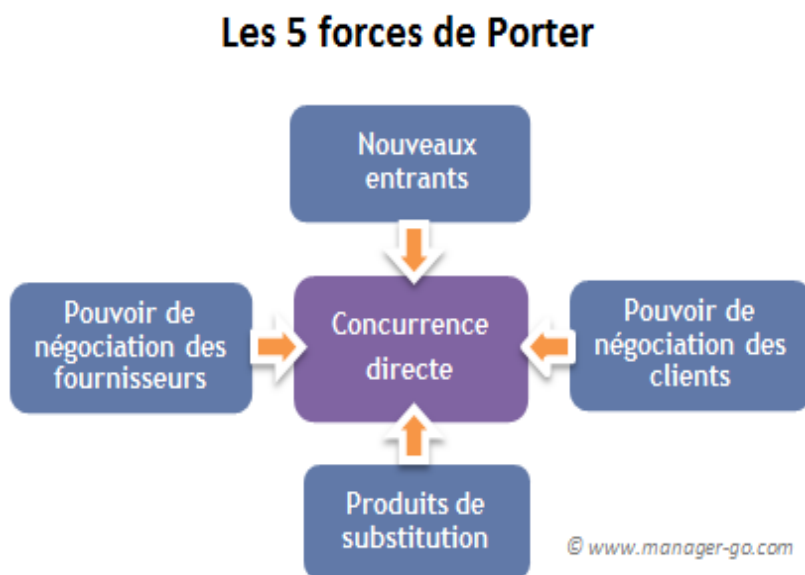 Les 5 forces de Porter
Nouveaux
entrants
Pouvoir de
négociation des
fournisseurs
Concurrence
directe
Pouvoir de
négociation des
clients
Produits de
substitution
© www.manager-go.com